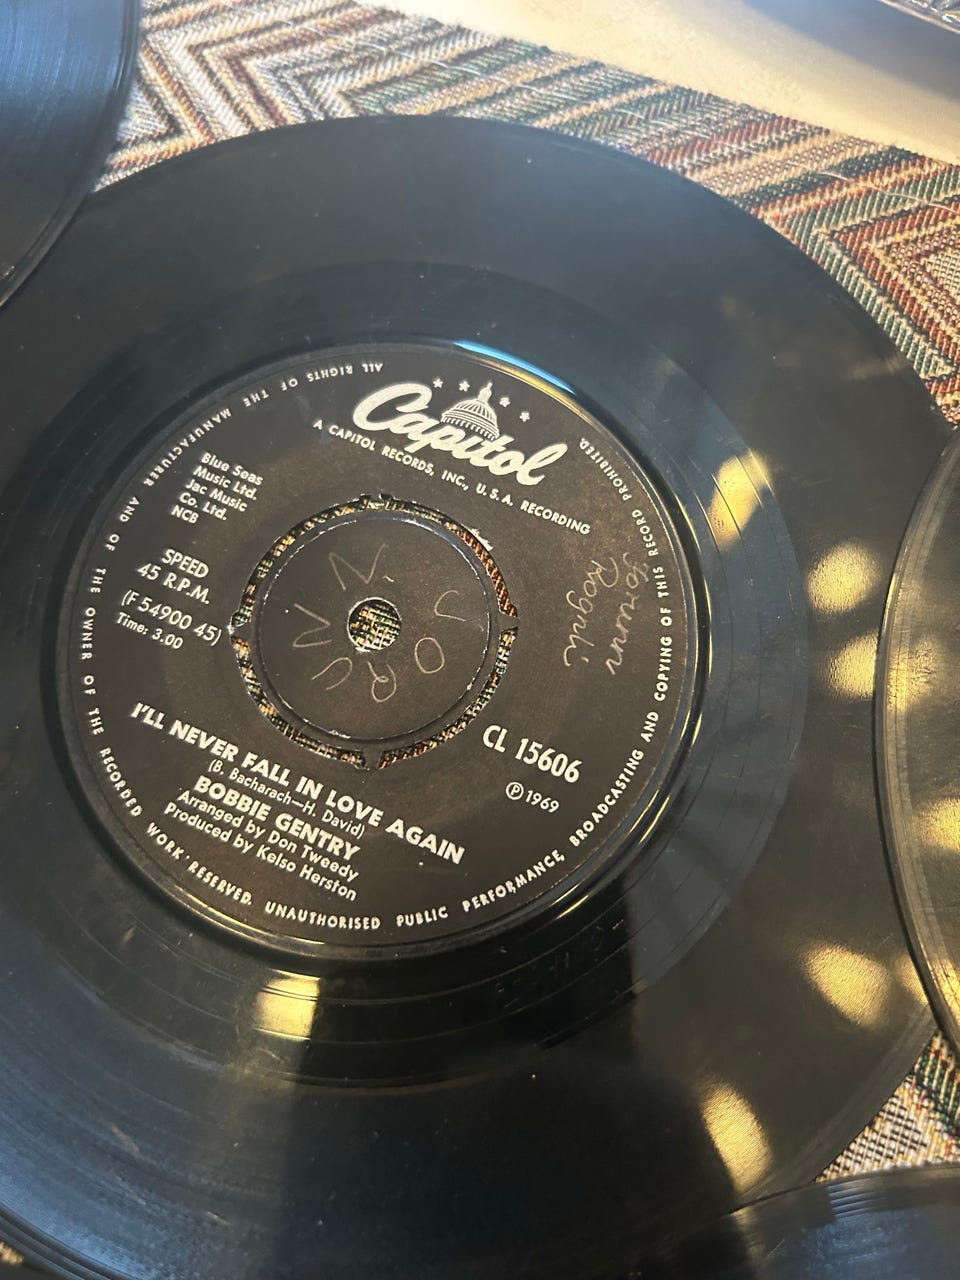 ALL RIGHTS OF THE MANUFACTURER AND OF THE OWNER OF THE RECORDED WORK RESERVED. UNAUTHORISED PUBLIC PERFORMANCE, BROADCASTING AND COPYING OF THIS RECORD PROHIBITED.
Capitol
A CAPITOL RECORDS, INC., U.S.A. RECORDING
Blue Seas
Music Ltd.
Jac Music
Co. Ltd.
NCB
SPEED
45 R.P.M.
(F 54900 45)
Time: 3.00
JORUNN N.
Jorunn
CL 15606
℗ 1969
I'LL NEVER FALL IN LOVE AGAIN
(B. Bacharach—H. David)
BOBBIE GENTRY
Arranged by Don Tweedy
Produced by Kelso Herston